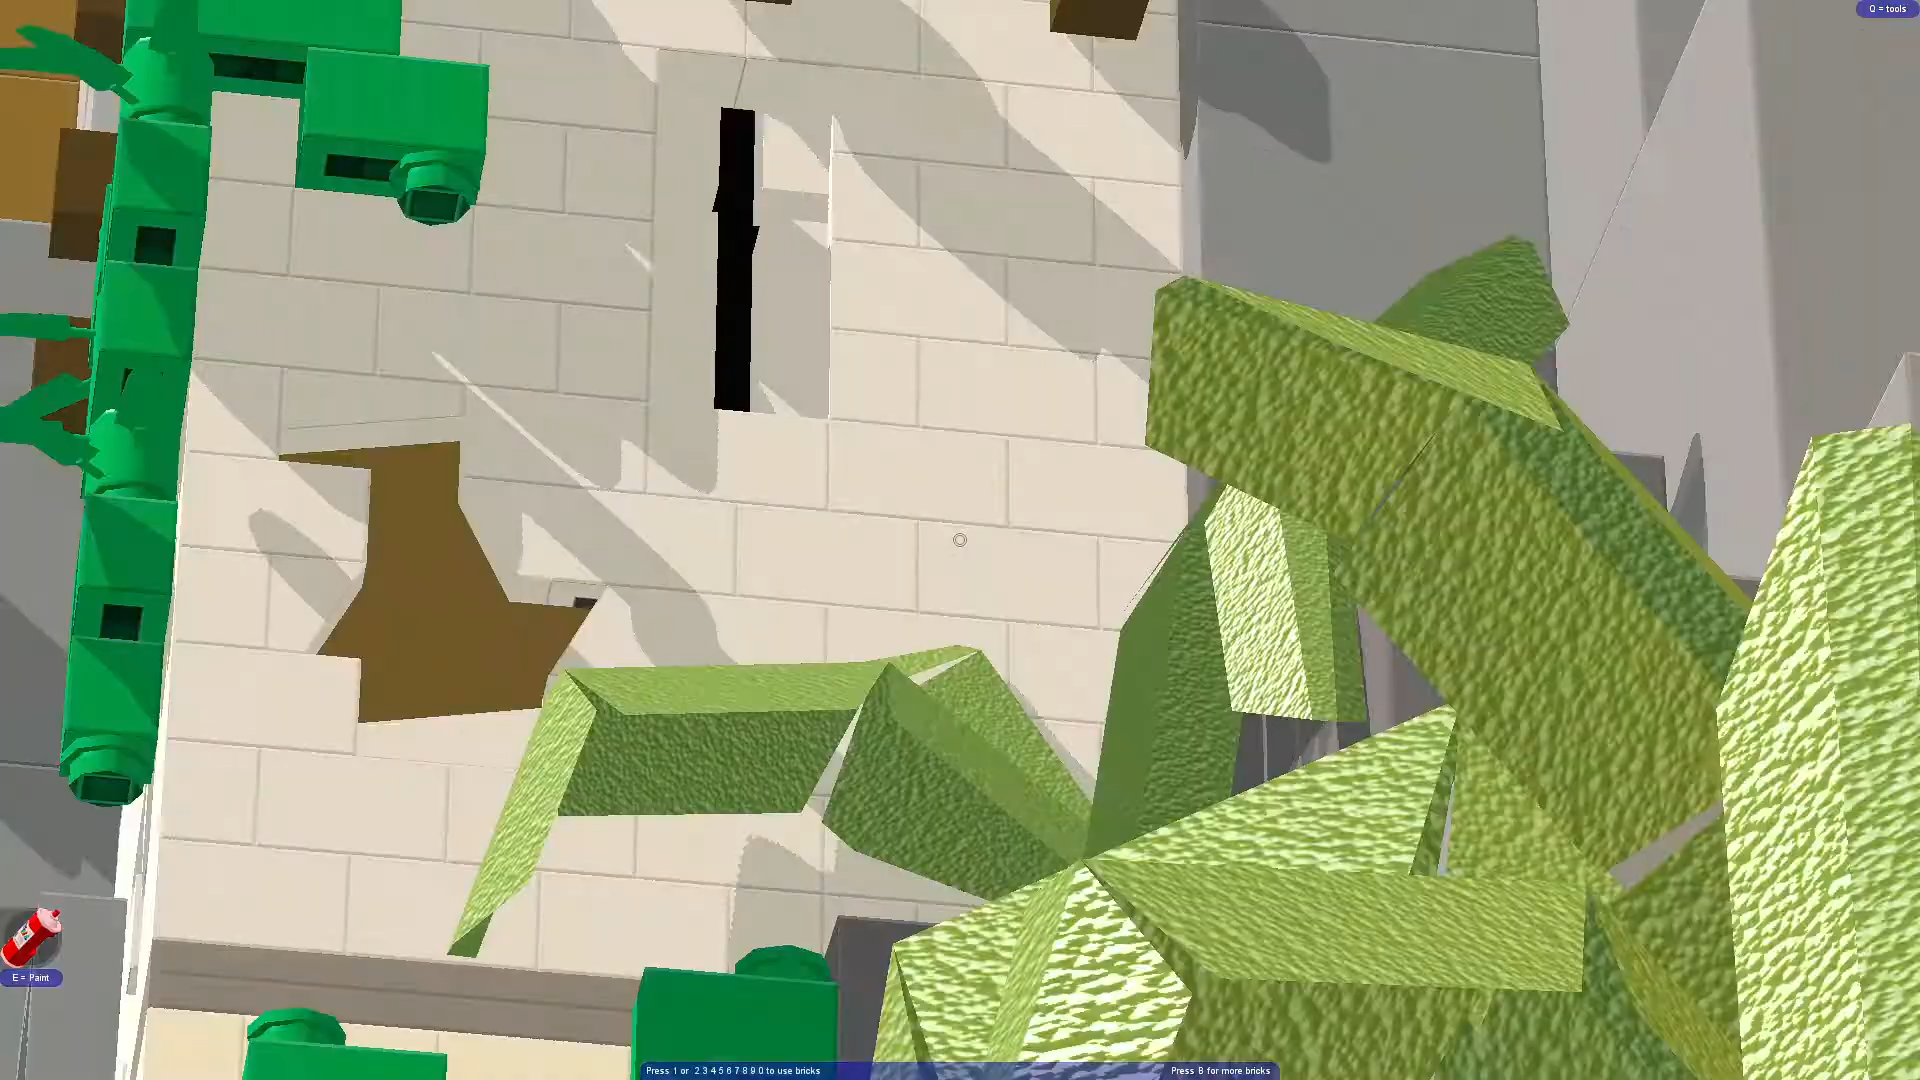 Q = tools
E = Paint
Press 1 or 2 3 4 5 6 7 8 9 0 to use bricks
Press B for more bricks